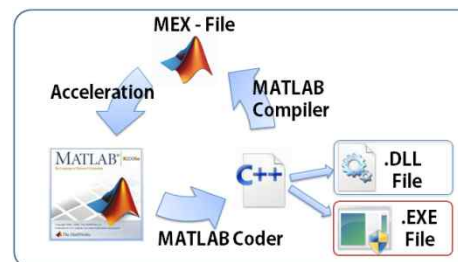 MEX - File
Acceleration
MATLAB
Compiler
MATLAB
C++
.DLL
File
MATLAB Coder
.EXE
File